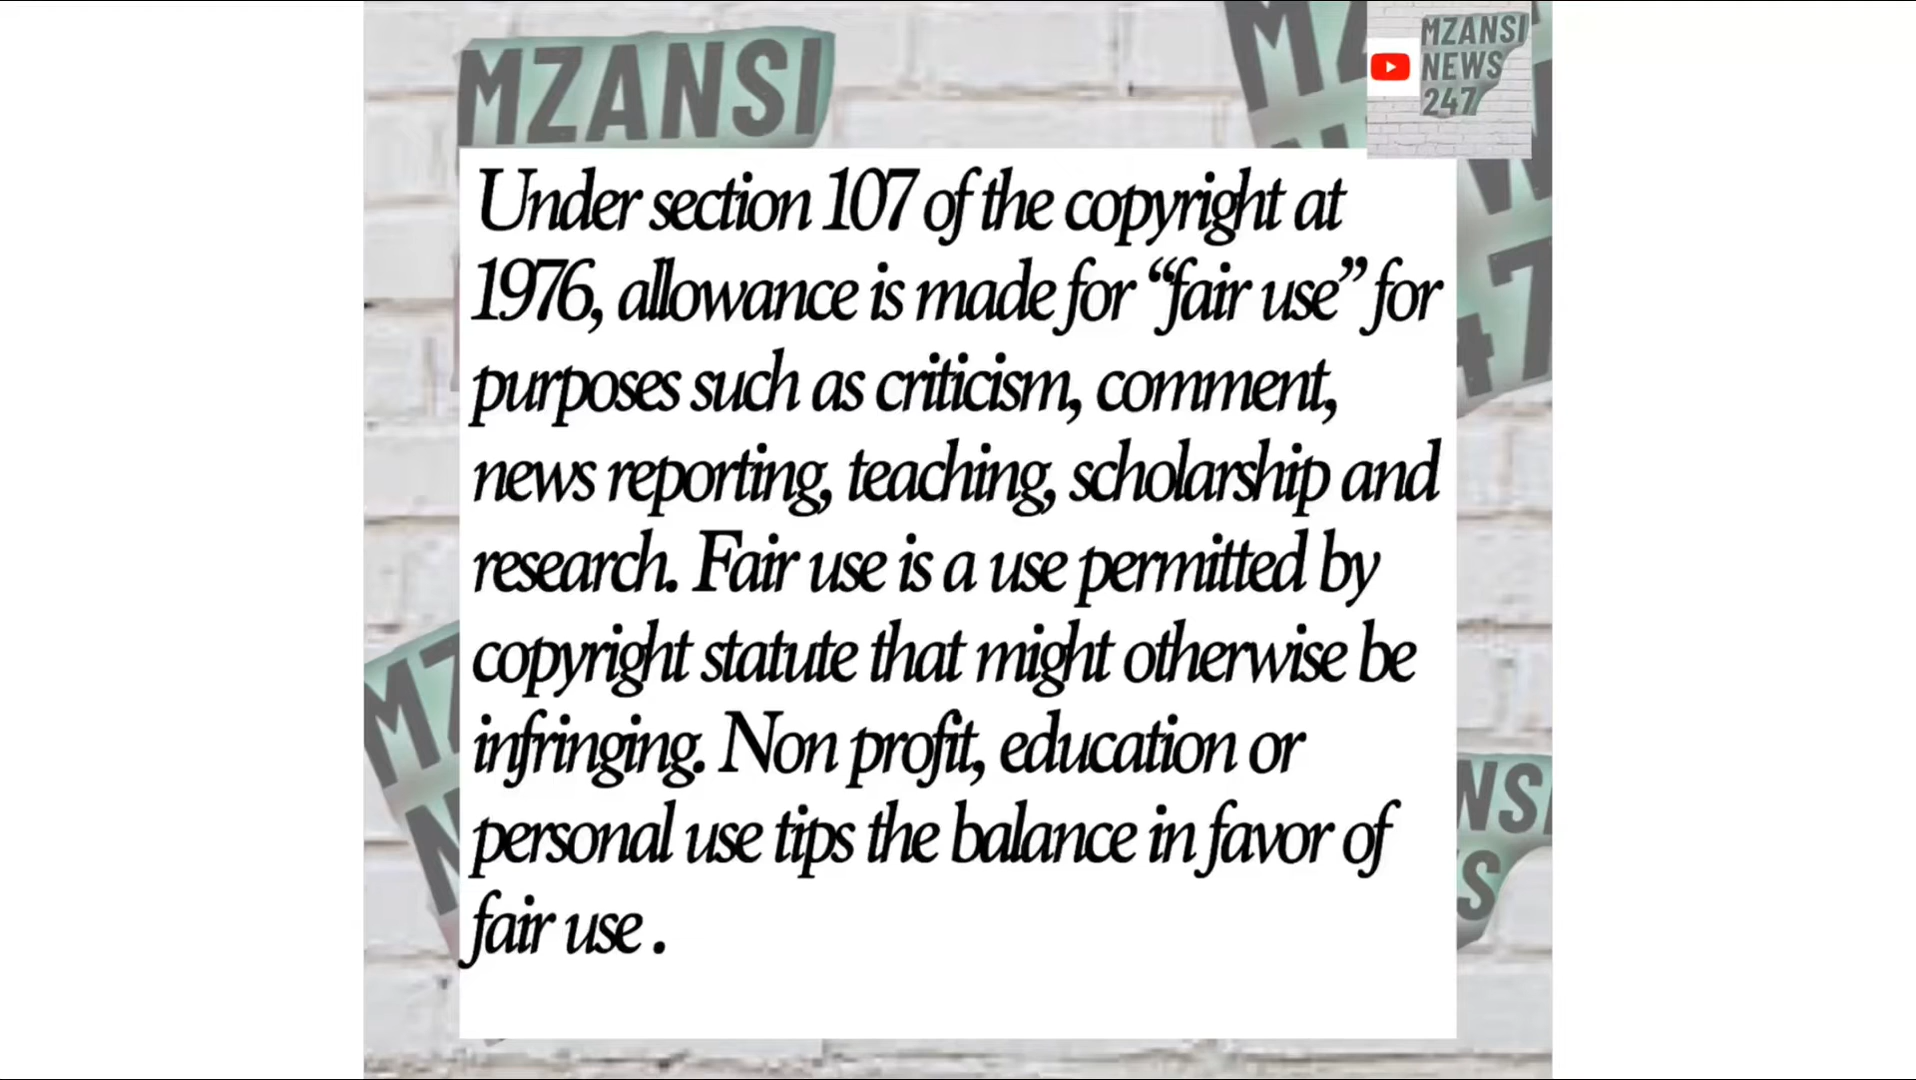 MZANSI
MZANSI
NEWS
247
Under section 107 of the copyright at
1976, allowance is made for “fair use” for
purposes such as criticism, comment,
news reporting, teaching, scholarship and
research. Fair use is a use permitted by
copyright statute that might otherwise be
infringing. Non profit, education or
personal use tips the balance in favor of
fair use .